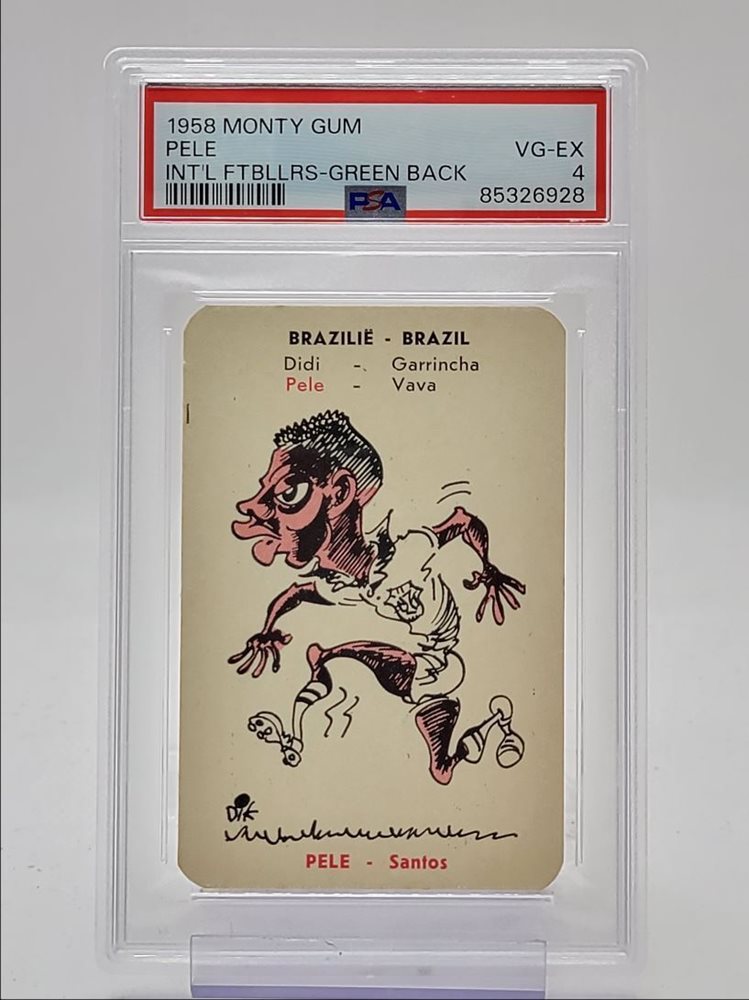 1958 MONTY GUM
PELE VG-EX
INT'L FTBLLRS-GREEN BACK 4
PSA 85326928
BRAZILIË - BRAZIL
Didi - Garrincha
Pele - Vava
DiK
PELE - Santos